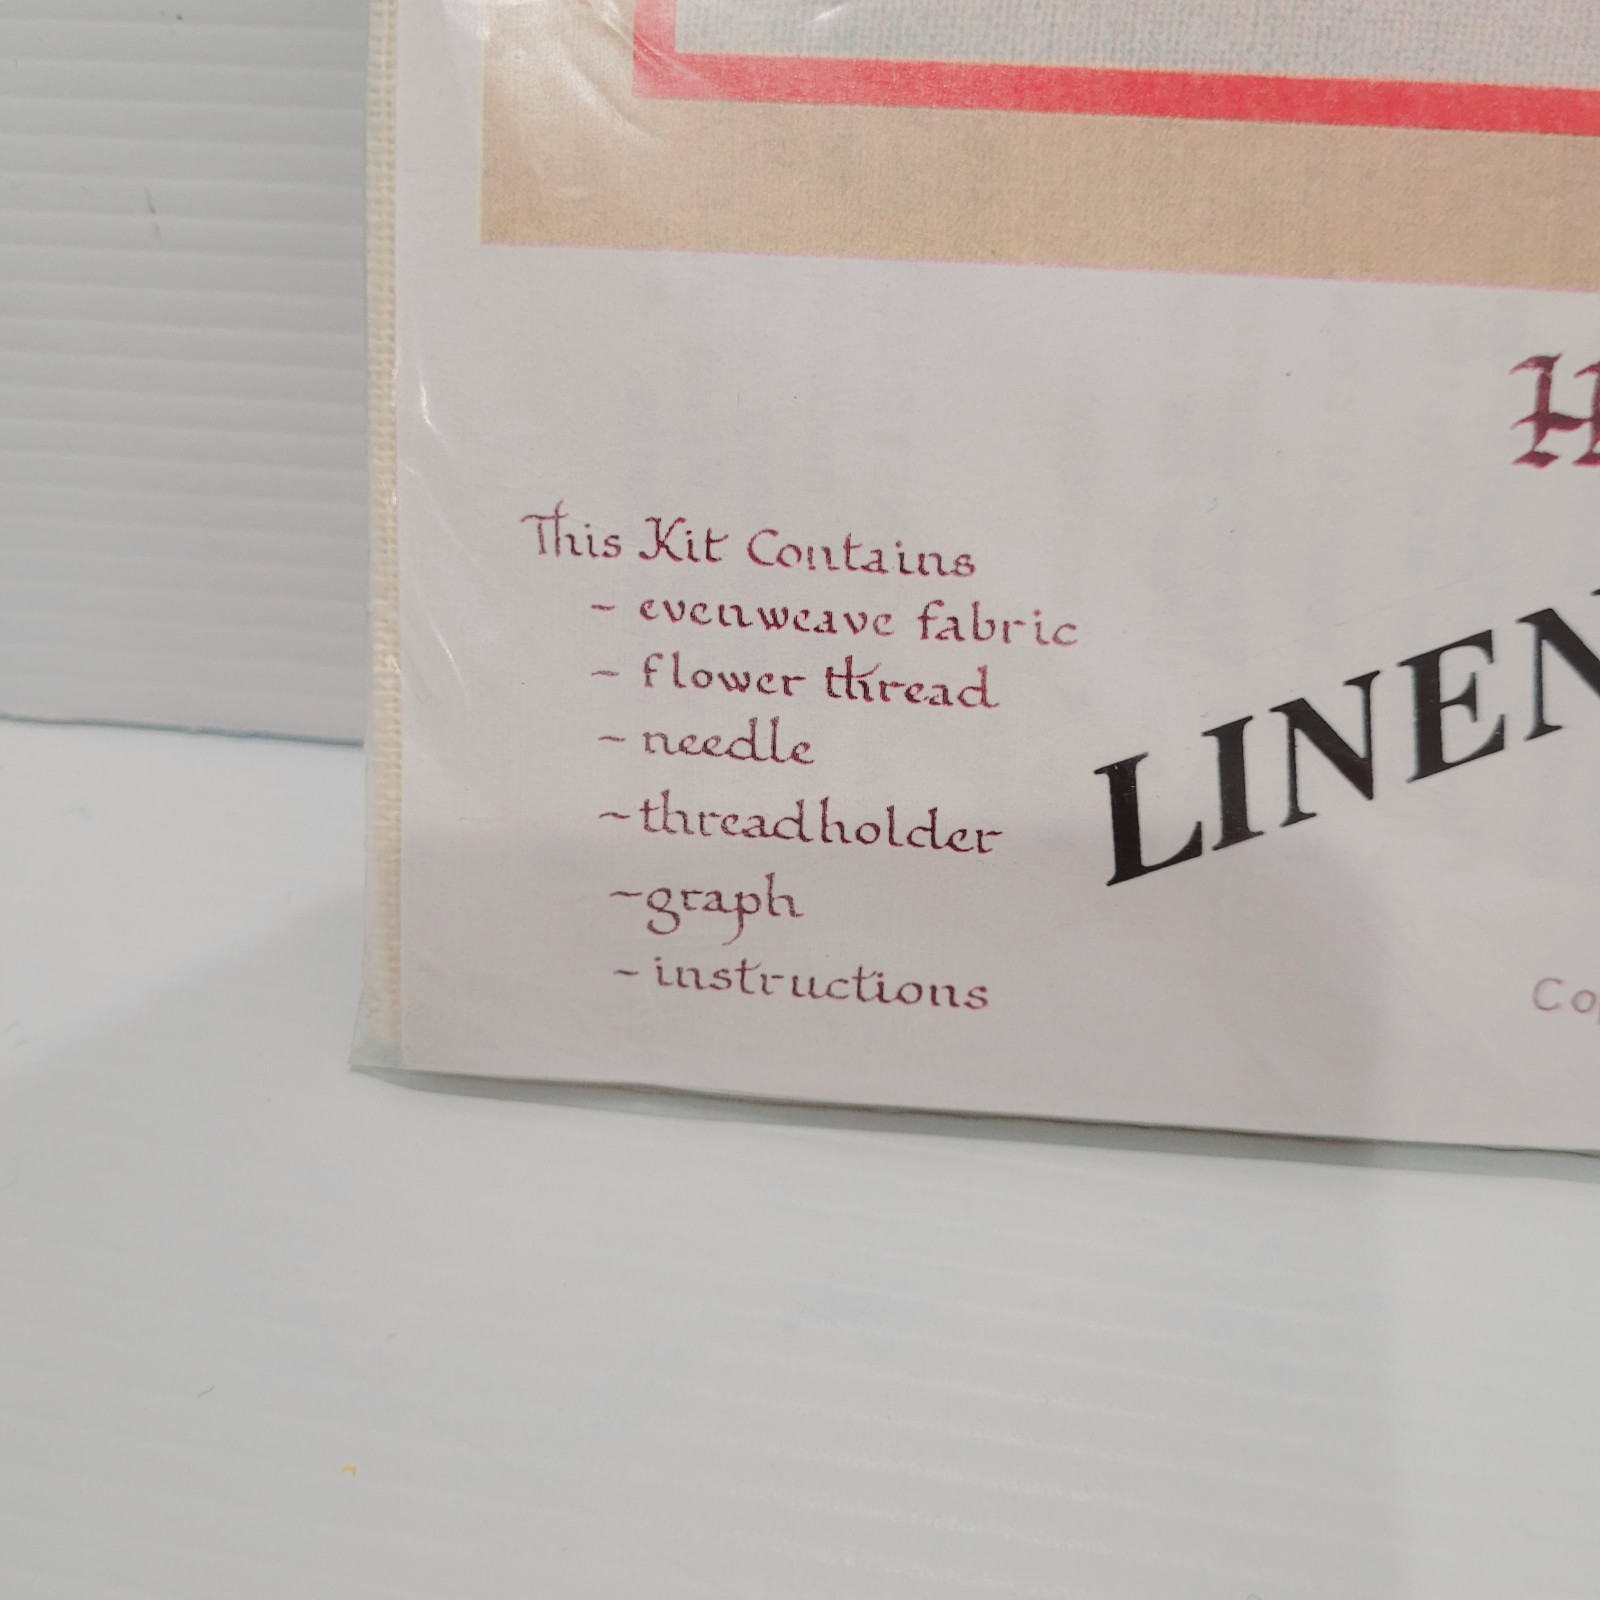 This Kit Contains
~ evenweave fabric
~ flower thread
~ needle
~threadholder
~graph
~ instructions
LINEN